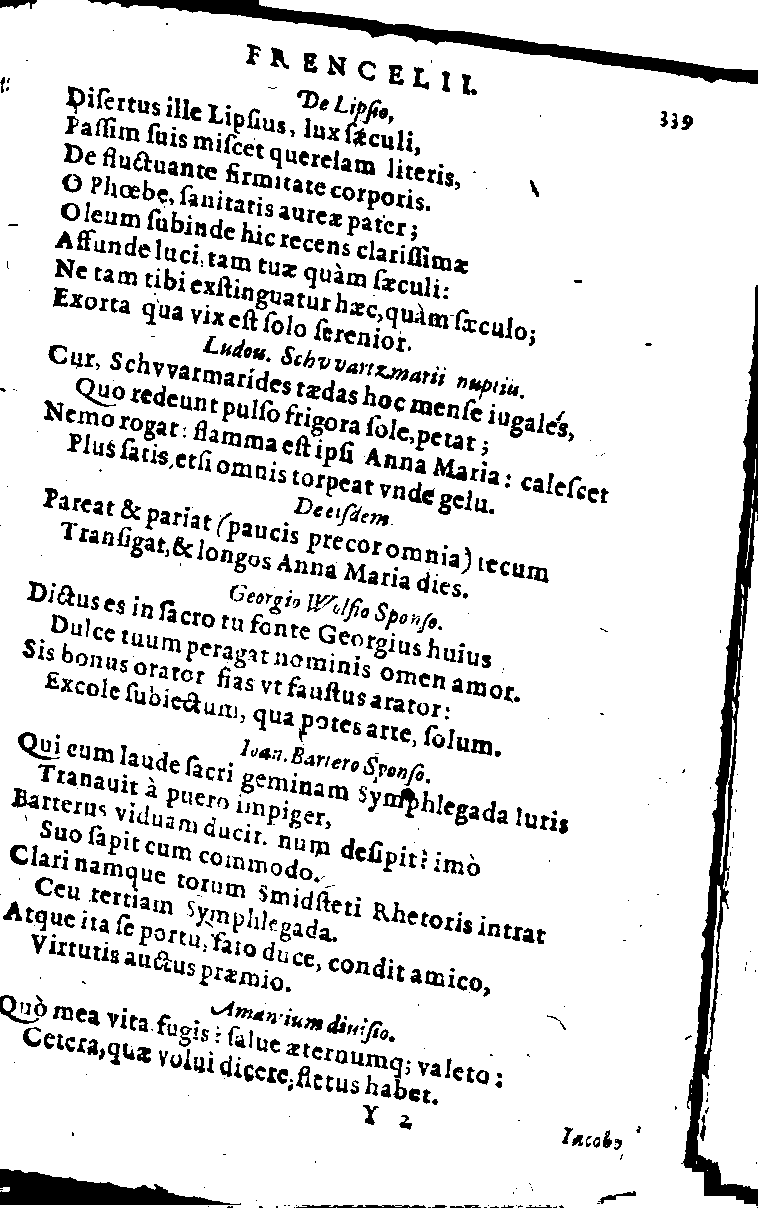 FRENCELII.
339
De Lipsio,
Diſertus ille Lipſius, lux ſæculi,
Paſſim ſuis miſcet querelam literis,
De fluctuante firmitate corporis.
O Phœbe, ſanitatis aureæ pater;
Oleum ſubinde hic recens clariſſimæ
Affunde luci, tam tuæ quàm ſæculi:
Ne tam tibi exſtinguatur hæc, quàm ſæculo;
Exorta qua vix eſt ſolo ſerenior.
Ludou. Schvvartzmarii nuptiis.
Cur, Schvvarmarides tædas hoc menſe iugales,
Quo redeunt pulſo frigora ſole, petat;
Nemo rogat: flamma eſt ipſi Anna Maria: caleſcet
Plus ſatis, etſi omnis torpeat vnde gelu.
De eiſdem.
Pareat & pariat (paucis precor omnia) tecum
Tranſigat, & longos Anna Maria dies.
Georgio Wolfio Sponſo.
Dictus es in ſacro tu fonte Georgius huius
Dulce tuum peragat nominis omen amor.
Sis bonus orator fias vt fauſtus arator:
Excole ſubiectum, qua potes arte, ſolum.
Ioan. Bartero Sponſo.
Qui cum laude ſacri geminam Symphlegada Iuris
Tranauit à puero impiger,
Barterus viduam ducit. num deſipit? imò
Suo ſapit cum commodo.
Clari namque torum Smidſteti Rhetoris intrat
Ceu tertiam Symphlegada.
Atque ita ſe portu, fato duce, condit amico,
Virtutis auctus præmio.
Amantium diuiſio.
Quò mea vita fugis? ſalue æternumq; valeto:
Cetera, quæ volui dicere, fletus habet.
Y 2
Iacobo